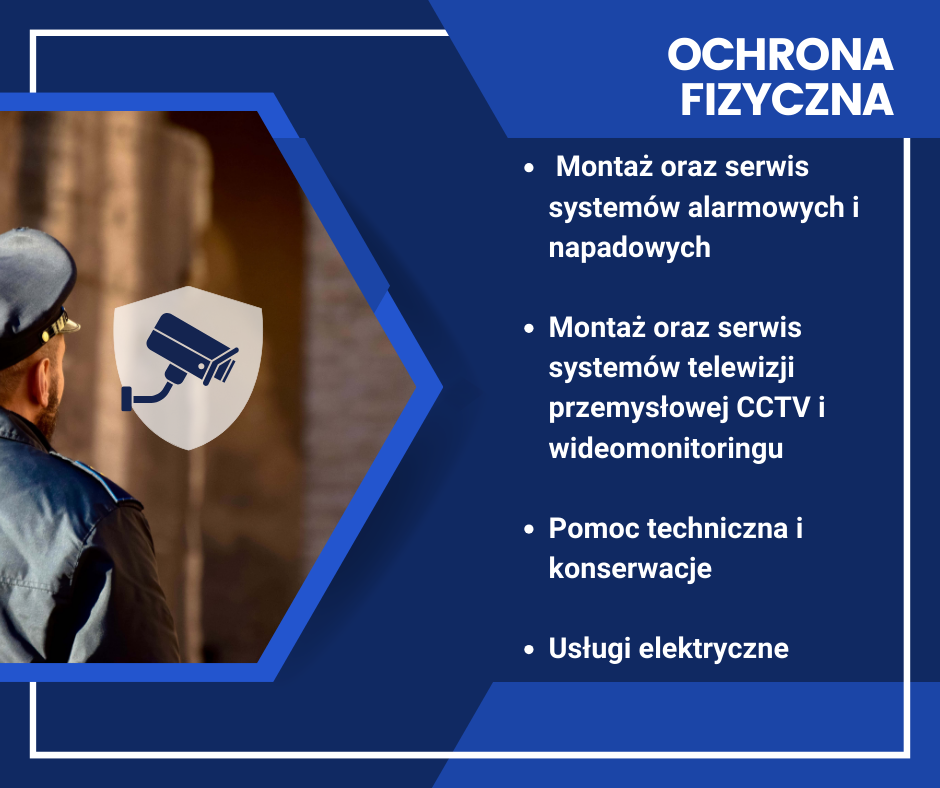 OCHRONA
FIZYCZNA
• Montaż oraz serwis
systemów alarmowych i
napadowych
• Montaż oraz serwis
systemów telewizji
przemysłowej CCTV i
wideomonitoringu
• Pomoc techniczna i
konserwacje
• Usługi elektryczne